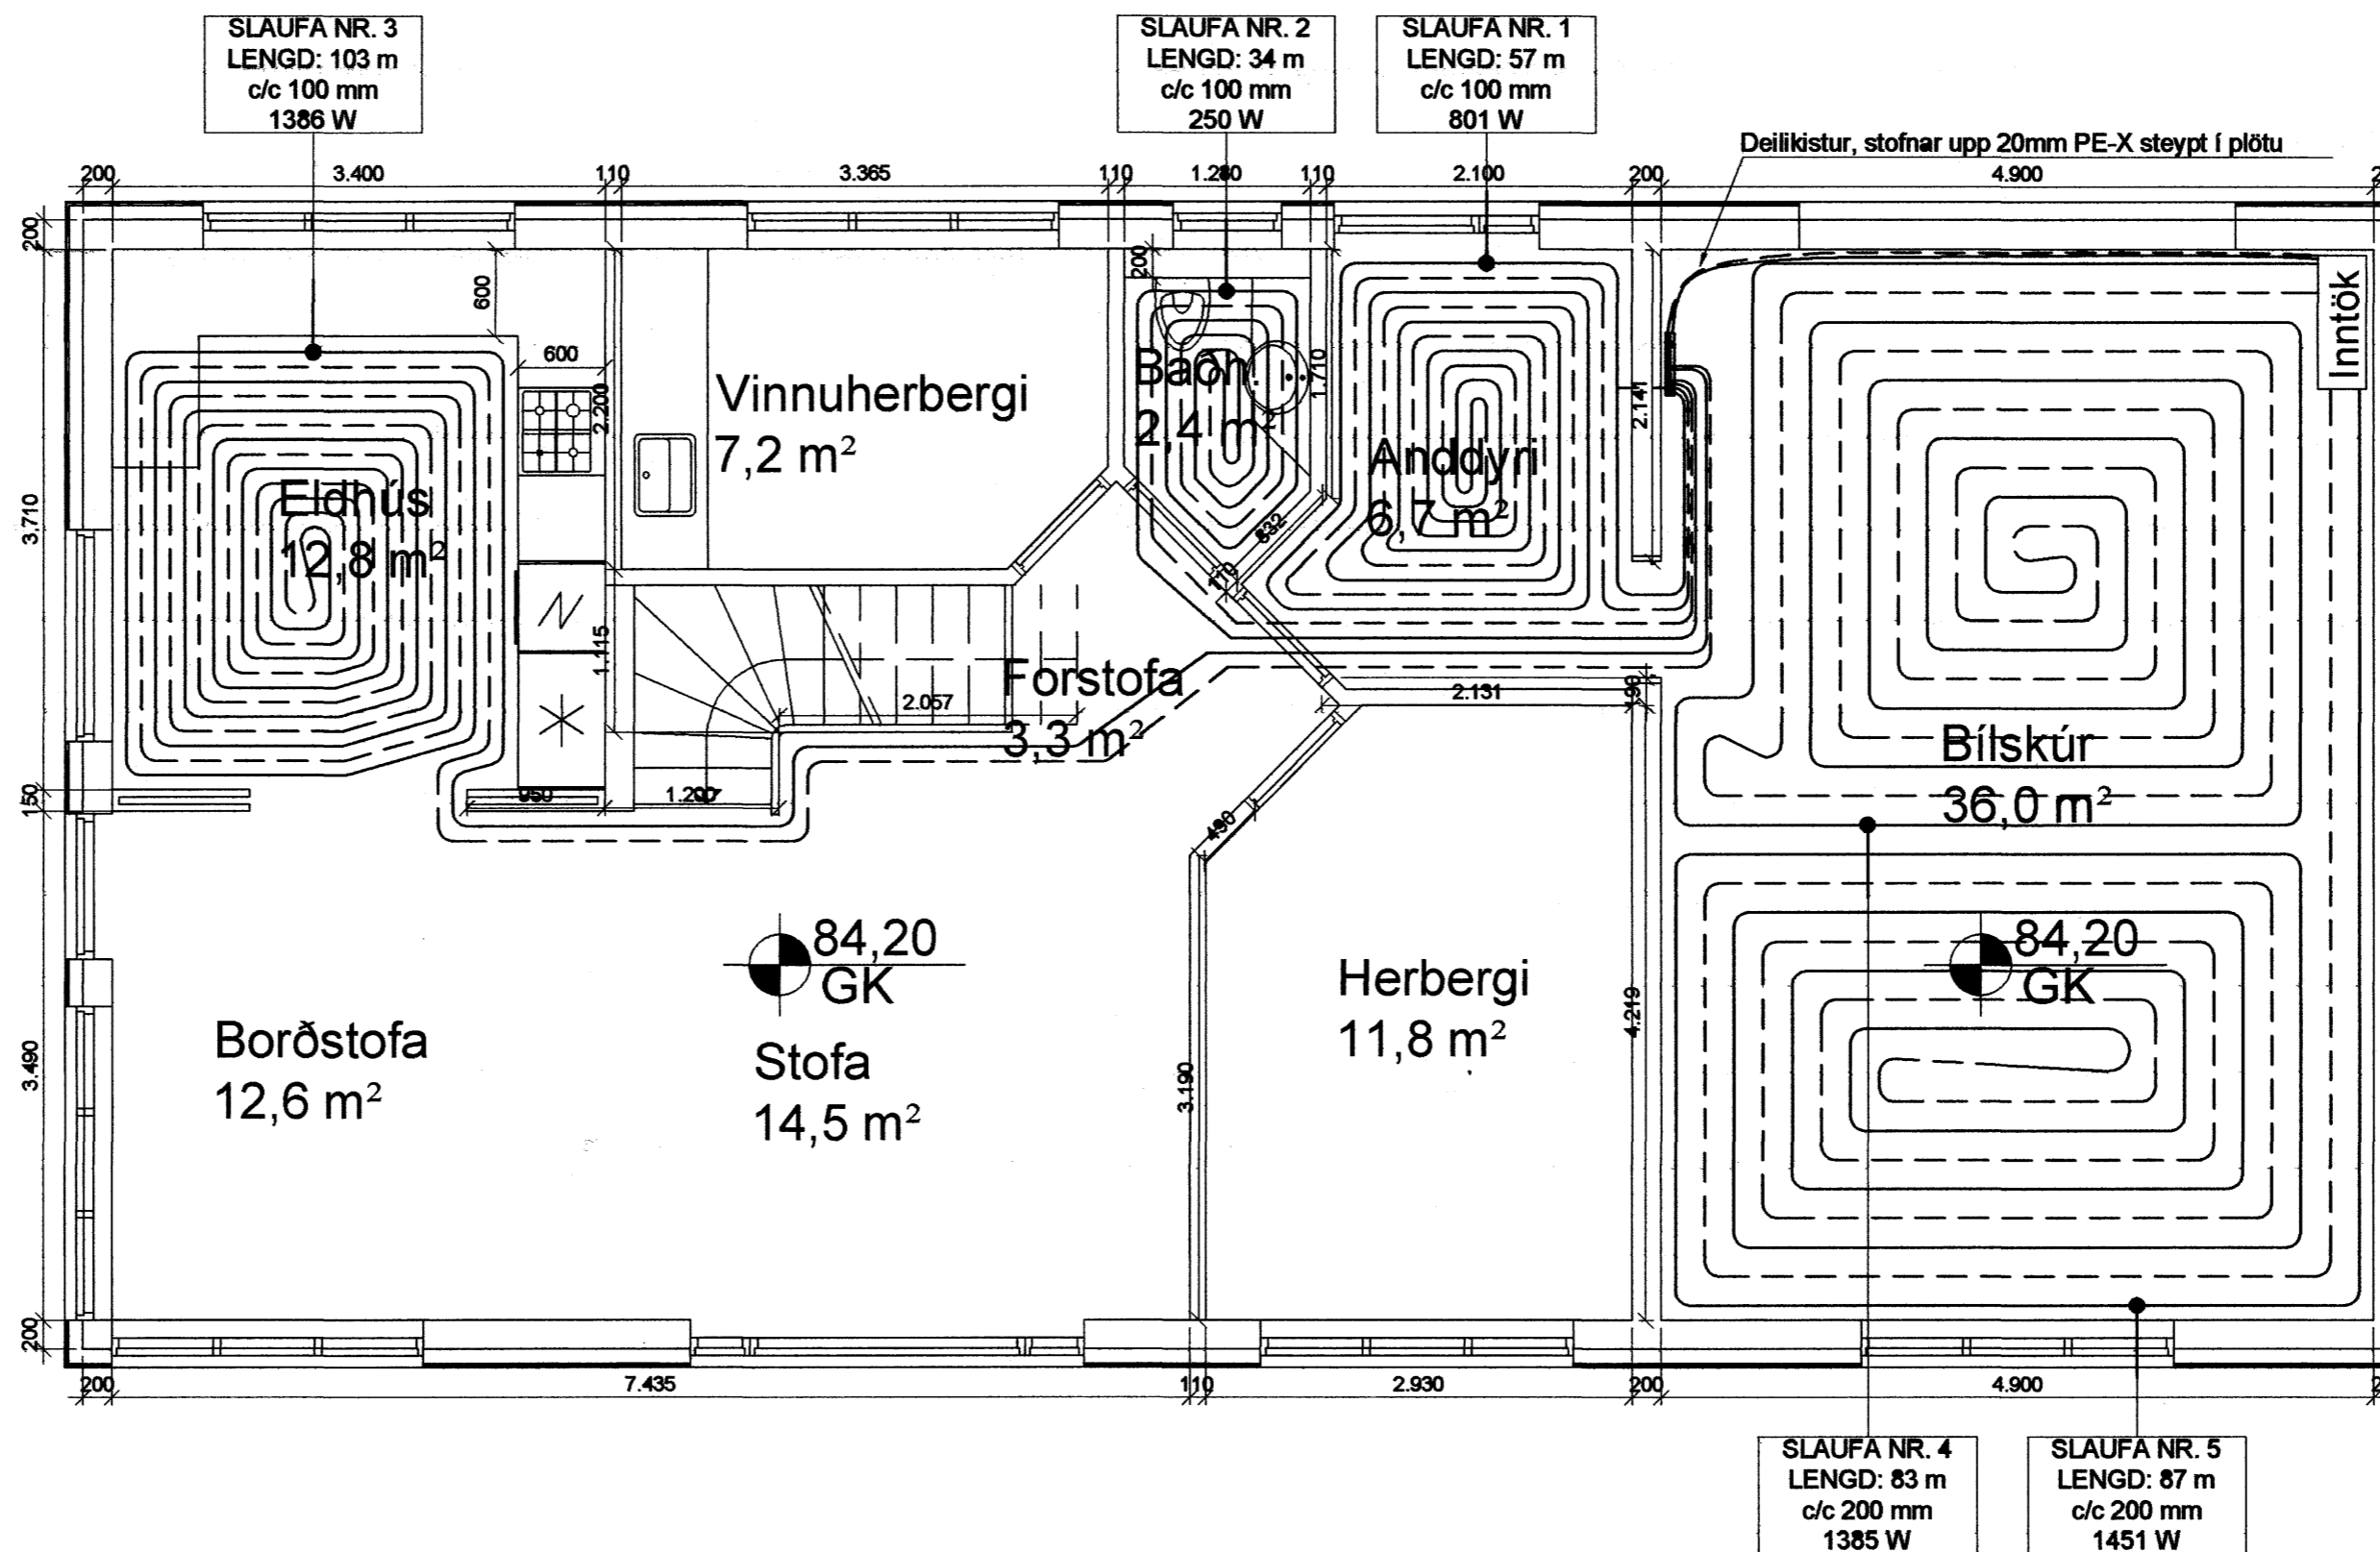 SLAUFA NR. 3
LENGD: 103 m
c/c 100 mm
1386 W
SLAUFA NR. 2
LENGD: 34 m
c/c 100 mm
250 W
SLAUFA NR. 1
LENGD: 57 m
c/c 100 mm
801 W
Deilikistur, stofnar upp 20mm PE-X steypt í plötu
200
3.400
110
3.365
110
1.280
110
2.100
200
4.900
200
600
200
Inntök
600
2.200
Vinnuherbergi
7,2 m²
Baðh.
2,4 m²
1.710
2.141
Anddyri
6,7 m²
Eldhús
12,8 m²
3.710
832
110
1.115
Forstofa
3,3 m²
2.057
2.131
190
Bílskúr
36,0 m²
150
950
1.200
490
84,20
GK
84,20
GK
Borðstofa
12,6 m²
Stofa
14,5 m²
Herbergi
11,8 m²
3.490
3.190
4.219
200
200
7.435
110
2.930
200
4.900
SLAUFA NR. 4
LENGD: 83 m
c/c 200 mm
1385 W
SLAUFA NR. 5
LENGD: 87 m
c/c 200 mm
1451 W